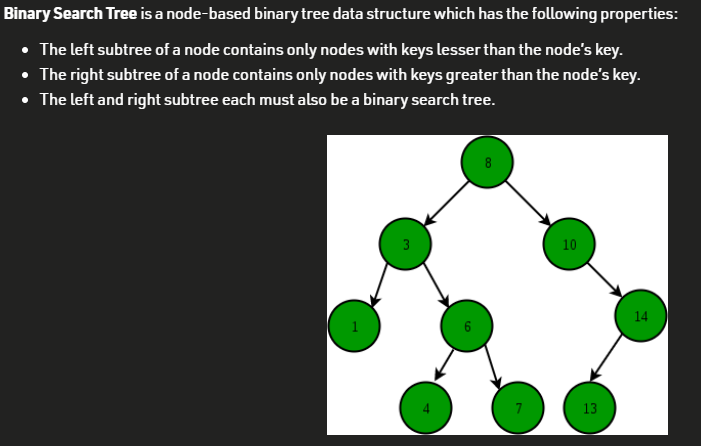 Binary Search Tree is a node-based binary tree data structure which has the following properties:
• The left subtree of a node contains only nodes with keys lesser than the node's key.
• The right subtree of a node contains only nodes with keys greater than the node's key.
• The left and right subtree each must also be a binary search tree.
8
3
10
1
6
14
4
7
13